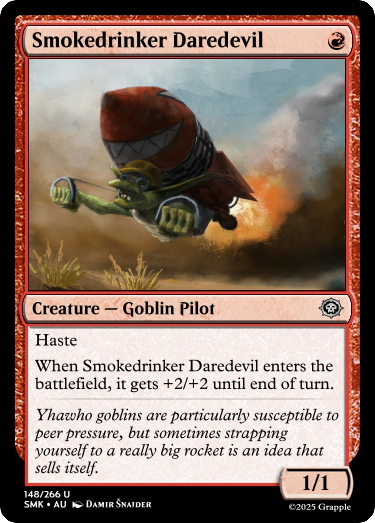 Smokedrinker Daredevil
Creature — Goblin Pilot
Haste
When Smokedrinker Daredevil enters the
battlefield, it gets +2/+2 until end of turn.
Yhawho goblins are particularly susceptible to
peer pressure, but sometimes strapping
yourself to a really big rocket is an idea that
sells itself.
1/1
148/266 U
SMK • AU Damir Šnajder
©2025 Grapple